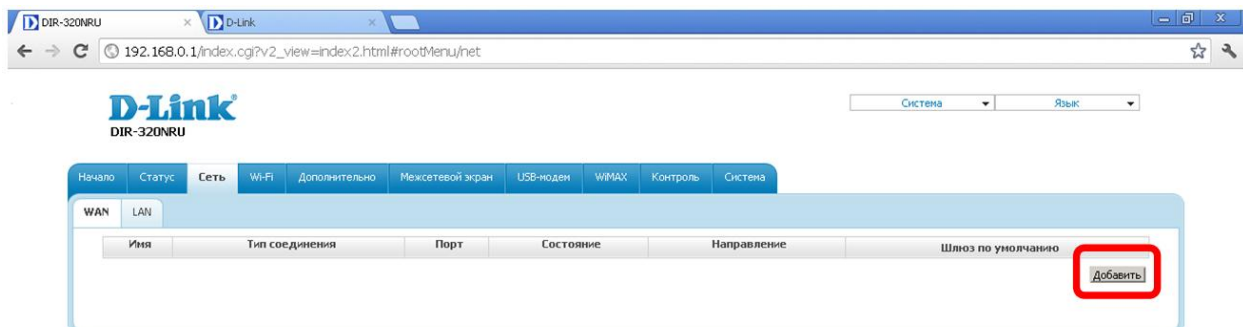 DIR-320NRU D-Link
192.168.0.1/index.cgi?v2_view=index2.html#rootMenu/net
D-Link
DIR-320NRU
Система Язык
Начало Статус Сеть Wi-Fi Дополнительно Межсетевой экран USB-модем WiMAX Контроль Система
WAN LAN
Имя Тип соединения Порт Состояние Направление Шлюз по умолчанию
Добавить